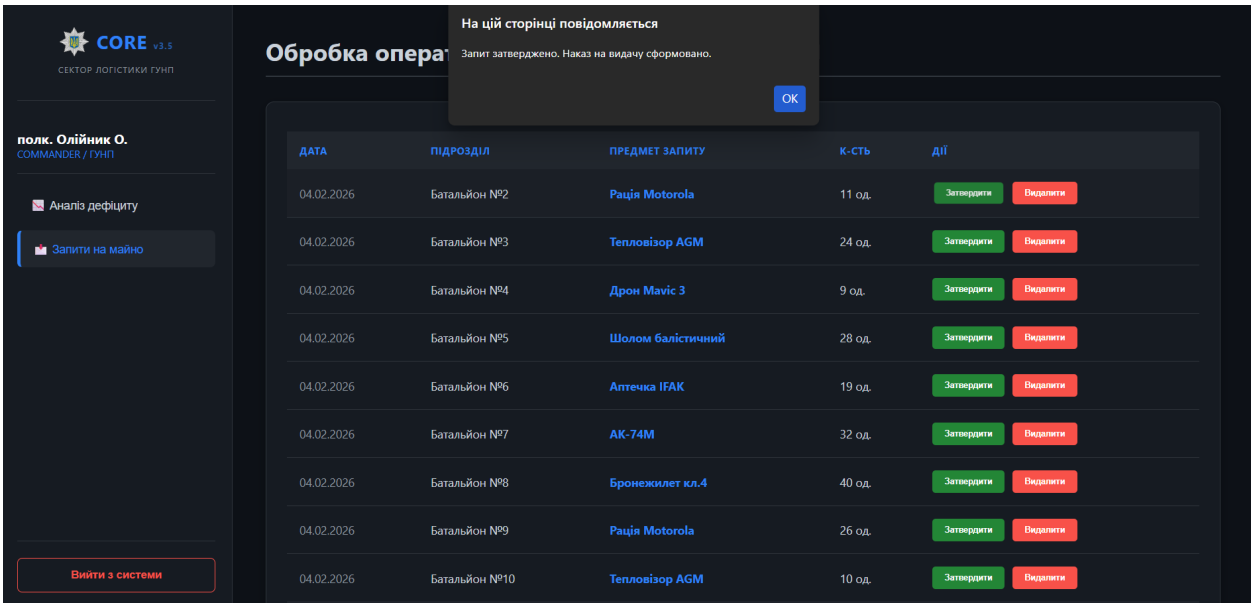 CORE v3.5
СЕКТОР ЛОГІСТИКИ ГУНП
полк. Олійник О.
COMMANDER / ГУНП
Аналіз дефіциту
Запити на майно
Вийти з системи
Обробка опера
На цій сторінці повідомляється
Запит затверджено. Наказ на видачу сформовано.
OK
ДАТА ПІДРОЗДІЛ ПРЕДМЕТ ЗАПИТУ К-СТЬ ДІЇ
04.02.2026 Батальйон №2 Рація Motorola 11 од. Затвердити Видалити
04.02.2026 Батальйон №3 Тепловізор AGM 24 од. Затвердити Видалити
04.02.2026 Батальйон №4 Дрон Mavic 3 9 од. Затвердити Видалити
04.02.2026 Батальйон №5 Шолом балістичний 28 од. Затвердити Видалити
04.02.2026 Батальйон №6 Аптечка IFAK 19 од. Затвердити Видалити
04.02.2026 Батальйон №7 АК-74М 32 од. Затвердити Видалити
04.02.2026 Батальйон №8 Бронежилет кл.4 40 од. Затвердити Видалити
04.02.2026 Батальйон №9 Рація Motorola 26 од. Затвердити Видалити
04.02.2026 Батальйон №10 Тепловізор AGM 10 од. Затвердити Видалити